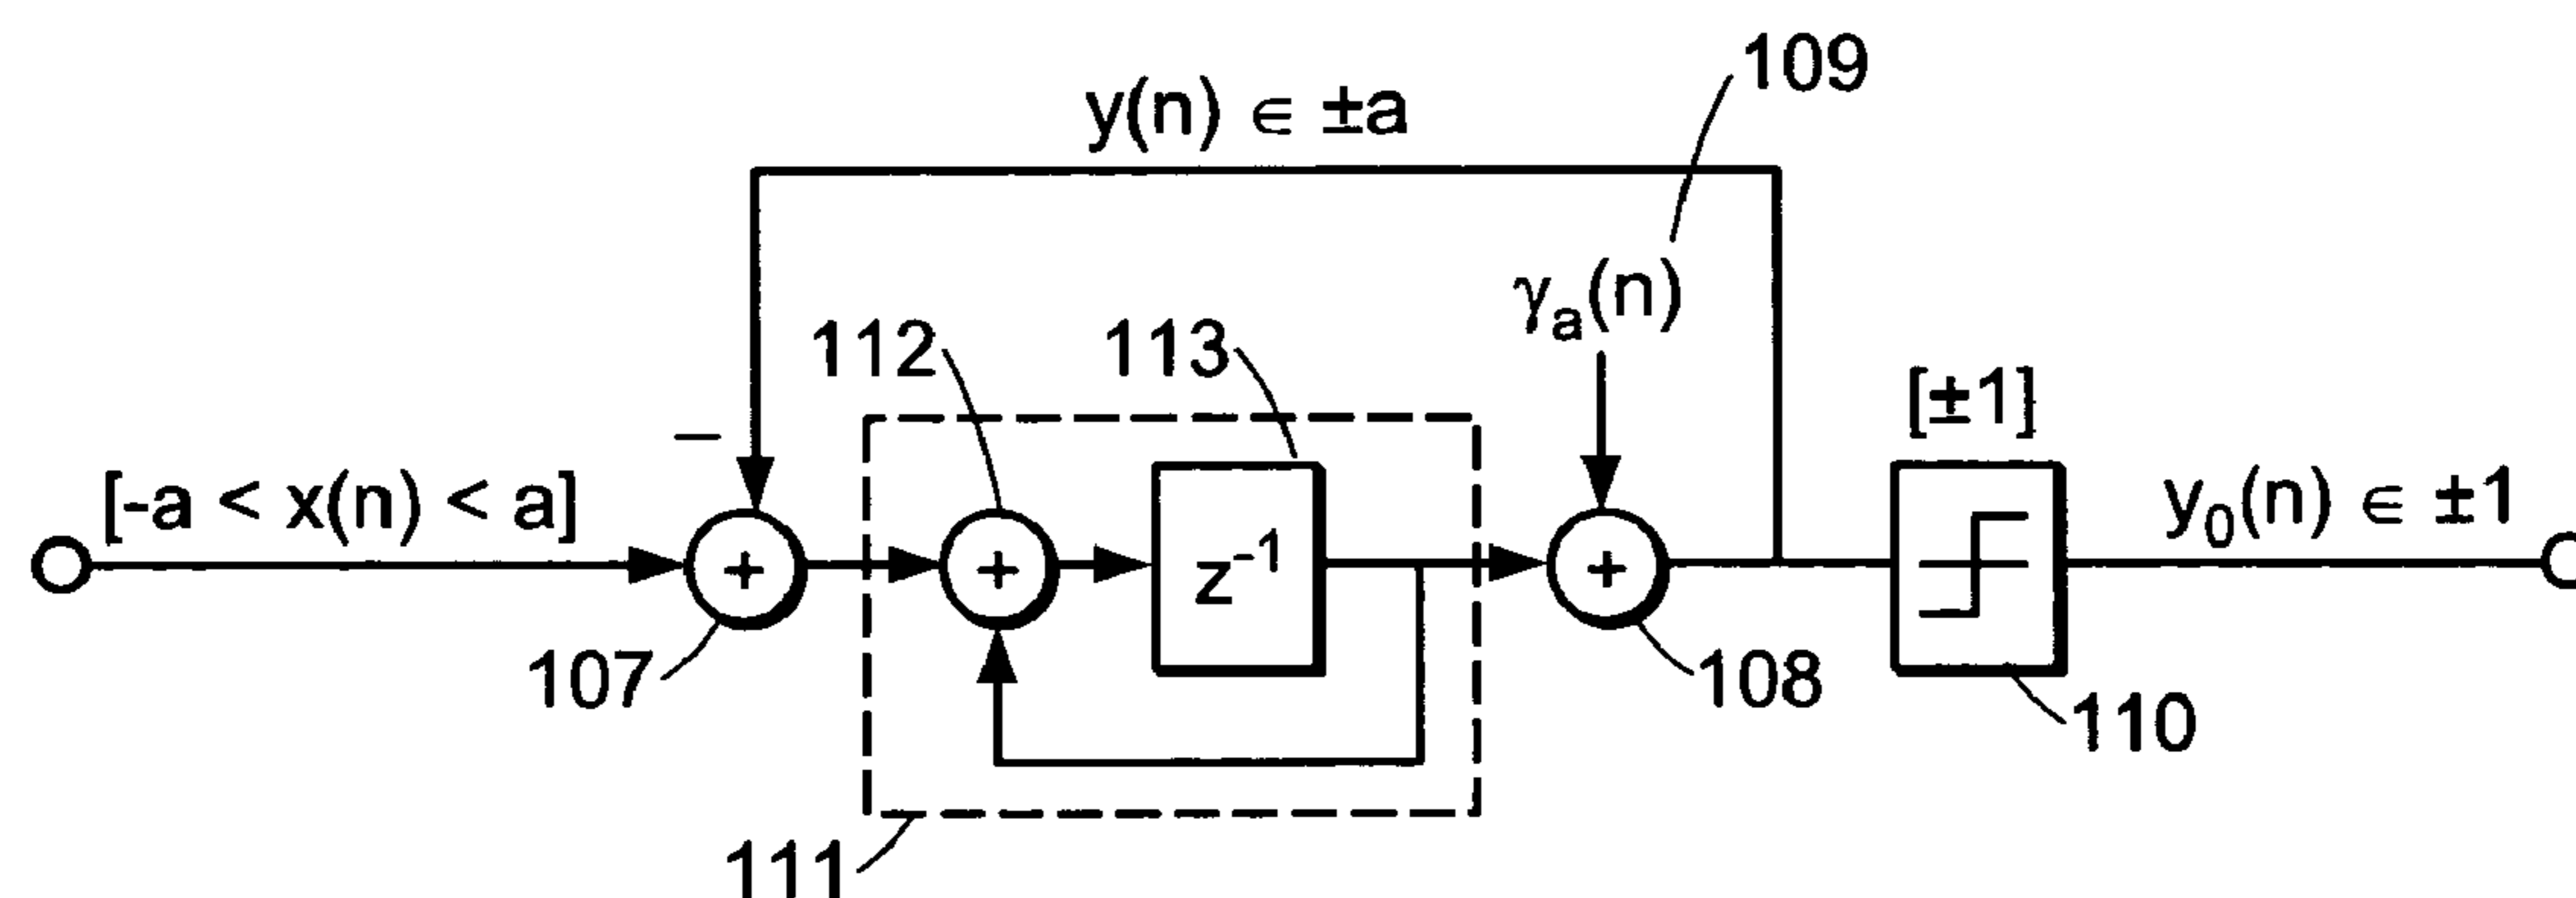 109
y(n) ∈ ±a
γₐ(n)
112
113
[±1]
–
[-a < x(n) < a]
y₀(n) ∈ ±1
+
+
z⁻¹
+
107
108
110
111